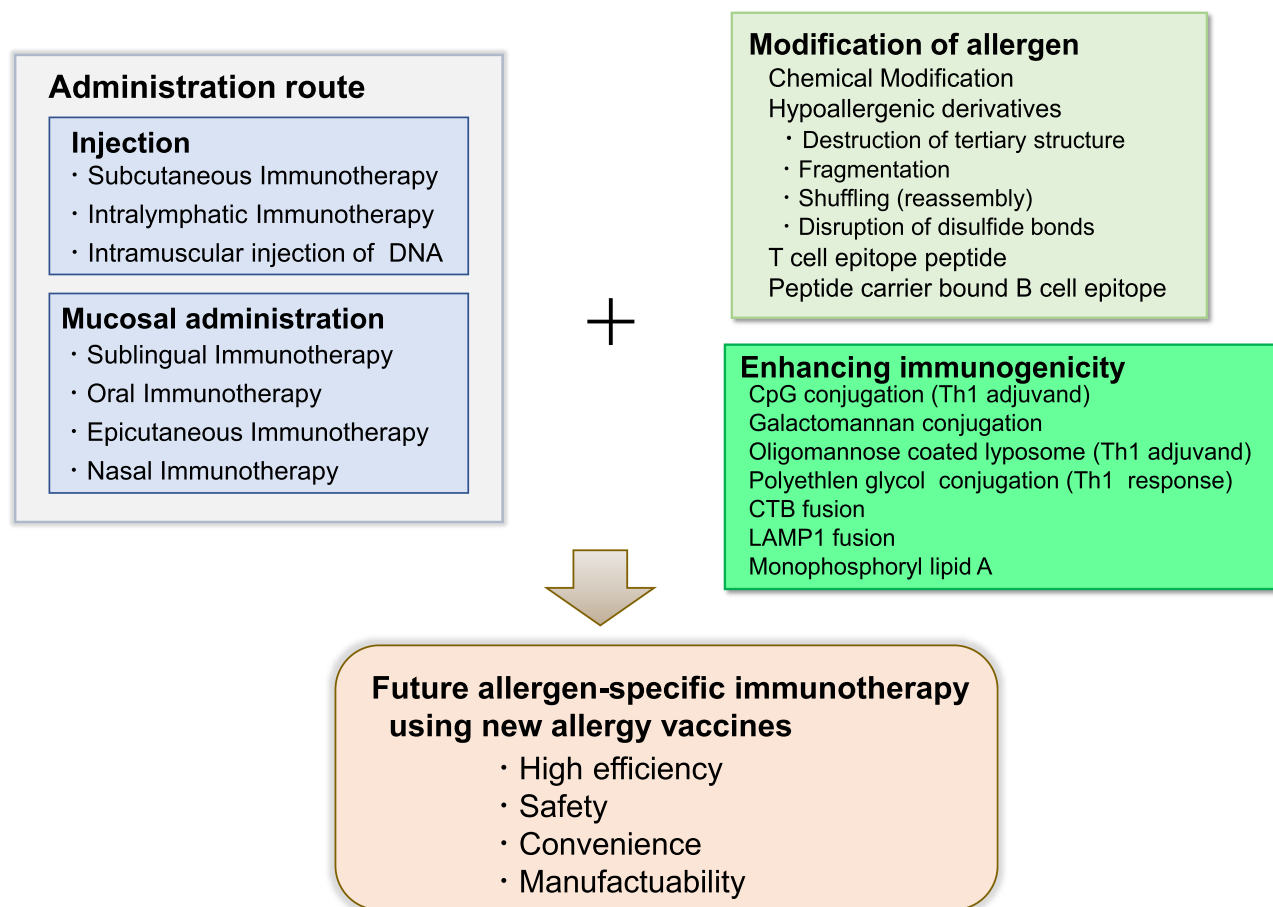 Administration route
Injection
・Subcutaneous Immunotherapy
・Intralymphatic Immunotherapy
・Intramuscular injection of DNA
Mucosal administration
・Sublingual Immunotherapy
・Oral Immunotherapy
・Epicutaneous Immunotherapy
・Nasal Immunotherapy
+
Modification of allergen
Chemical Modification
Hypoallergenic derivatives
・Destruction of tertiary structure
・Fragmentation
・Shuffling (reassembly)
・Disruption of disulfide bonds
T cell epitope peptide
Peptide carrier bound B cell epitope
Enhancing immunogenicity
CpG conjugation (Th1 adjuvand)
Galactomannan conjugation
Oligomannose coated lyposome (Th1 adjuvand)
Polyethlen glycol conjugation (Th1 response)
CTB fusion
LAMP1 fusion
Monophosphoryl lipid A
Future allergen-specific immunotherapy
using new allergy vaccines
・High efficiency
・Safety
・Convenience
・Manufactuability